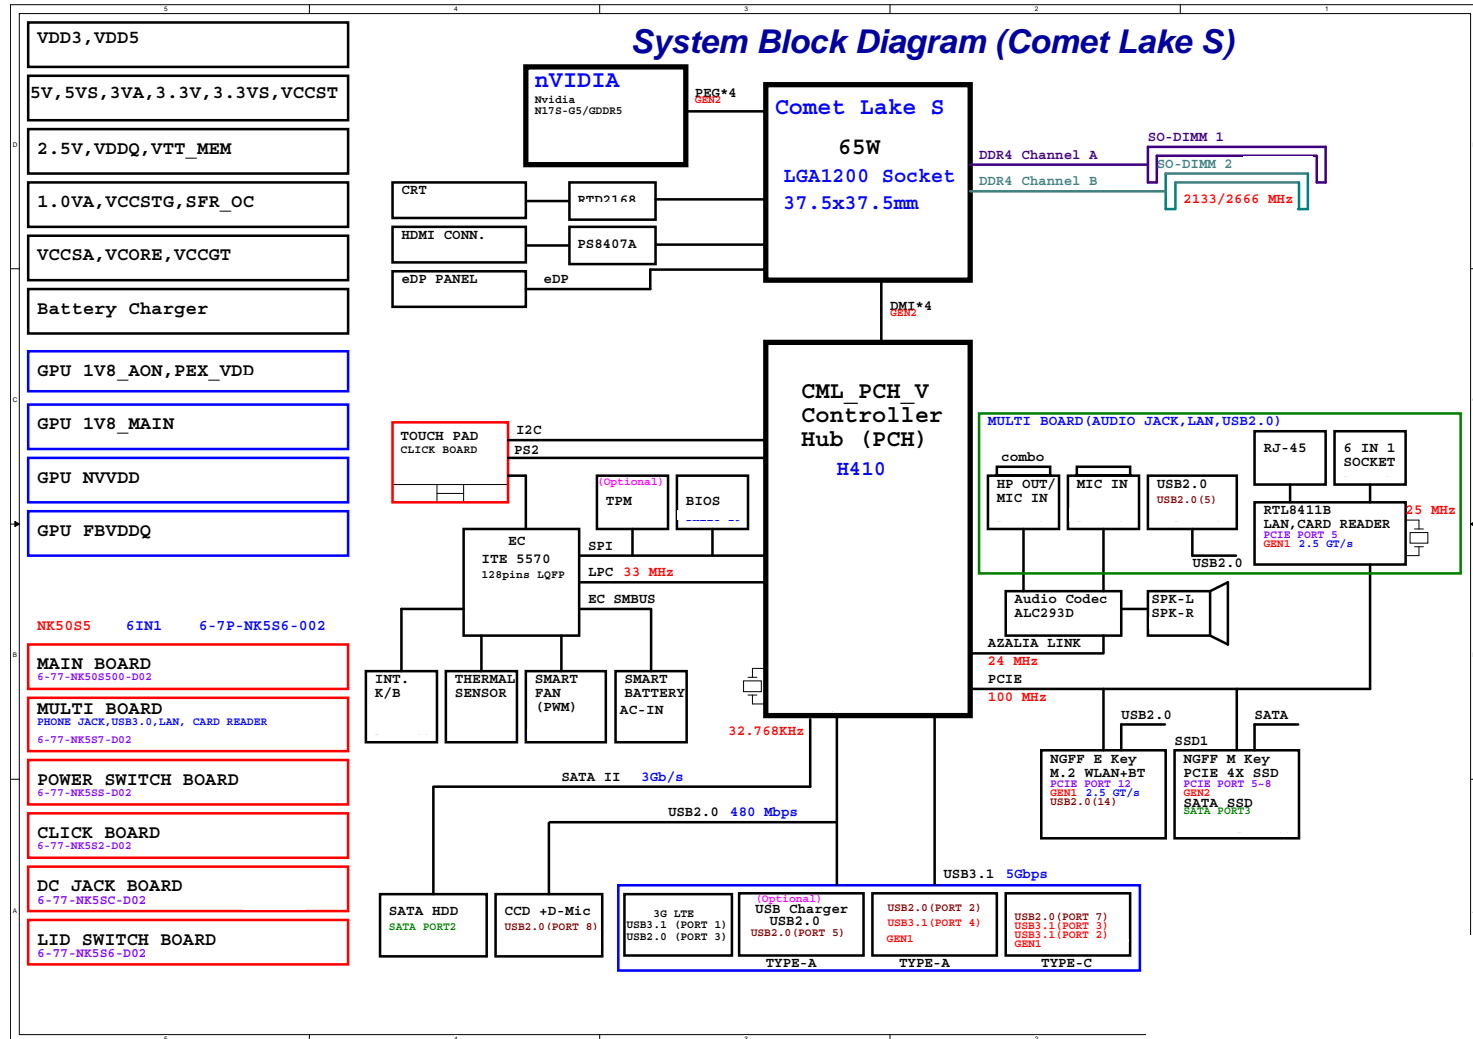 System Block Diagram (Comet Lake S)
VDD3,VDD5
5V,5VS,3VA,3.3V,3.3VS,VCCST
2.5V,VDDQ,VTT_MEM
1.0VA,VCCSTG,SFR_OC
VCCSA,VCORE,VCCGT
Battery Charger
GPU 1V8_AON,PEX_VDD
GPU 1V8_MAIN
GPU NVVDD
GPU FBVDDQ
NK50S5 6IN1 6-7P-NK5S6-002
MAIN BOARD
6-77-NK50S500-D02
MULTI BOARD
PHONE JACK,USB3.0,LAN, CARD READER
6-77-NK5S7-D02
POWER SWITCH BOARD
6-77-NK5SS-D02
CLICK BOARD
6-77-NK5S2-D02
DC JACK BOARD
6-77-NK5SC-D02
LID SWITCH BOARD
6-77-NK5S6-D02
nVIDIA
Nvidia
N17S-G5/GDDR5
PEG*4
GEN2
Comet Lake S
65W
LGA1200 Socket
37.5x37.5mm
DDR4 Channel A
DDR4 Channel B
SO-DIMM 1
SO-DIMM 2
2133/2666 MHz
CRT
RTD2168
HDMI CONN.
PS8407A
eDP PANEL
eDP
DMI*4
GEN2
CML_PCH_V
Controller
Hub (PCH)
H410
TOUCH PAD
CLICK BOARD
I2C
PS2
(Optional)
TPM
BIOS
EC
ITE 5570
128pins LQFP
SPI
LPC 33 MHz
EC SMBUS
INT.
K/B
THERMAL
SENSOR
SMART
FAN
(PWM)
SMART
BATTERY
AC-IN
32.768KHz
MULTI BOARD(AUDIO JACK,LAN,USB2.0)
combo
HP OUT/
MIC IN
MIC IN
USB2.0
USB2.0(5)
USB2.0
RJ-45
6 IN 1
SOCKET
RTL8411B
LAN,CARD READER
PCIE PORT 5
GEN1 2.5 GT/s
25 MHz
Audio Codec
ALC293D
SPK-L
SPK-R
AZALIA LINK
24 MHz
PCIE
100 MHz
USB2.0
SATA
SSD1
NGFF E Key
M.2 WLAN+BT
PCIE PORT 12
GEN1 2.5 GT/s
USB2.0(14)
NGFF M Key
PCIE 4X SSD
PCIE PORT 5-8
GEN2
SATA SSD
SATA PORT3
SATA II 3Gb/s
USB2.0 480 Mbps
USB3.1 5Gbps
SATA HDD
SATA PORT2
CCD +D-Mic
USB2.0(PORT 8)
3G LTE
USB3.1 (PORT 1)
USB2.0 (PORT 3)
(Optional)
USB Charger
USB2.0
USB2.0(PORT 5)
TYPE-A
USB2.0(PORT 2)
USB3.1(PORT 4)
GEN1
TYPE-A
USB2.0(PORT 7)
USB3.1(PORT 3)
USB3.1(PORT 2)
GEN1
TYPE-C